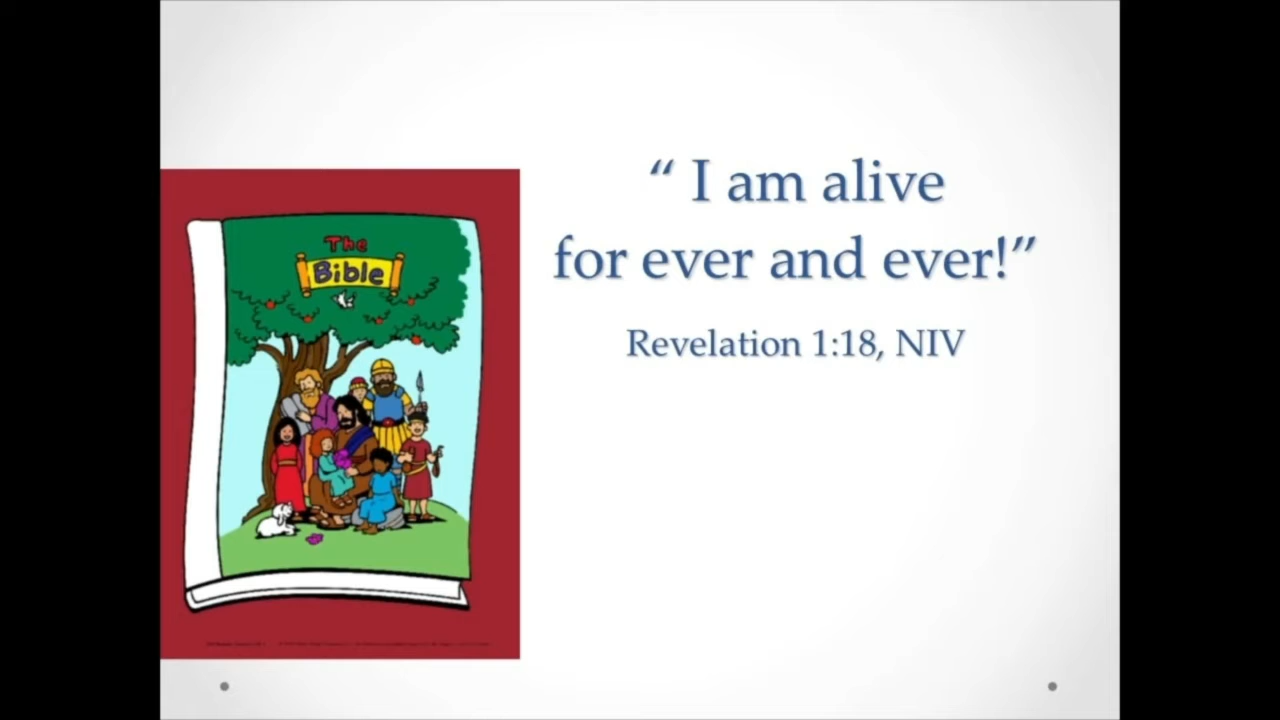 The
Bible
“ I am alive
for ever and ever!”
Revelation 1:18, NIV